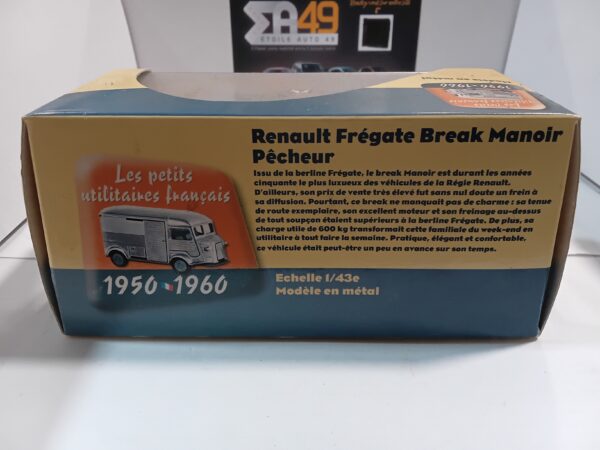 ΣA49
ETOILE AUTO 49
1950-1960
Renault Frégate Break Manoir
Pêcheur
Issu de la berline Frégate, le break Manoir est durant les années
cinquante le plus luxueux des véhicules de la Régie Renault.
D'ailleurs, son prix de vente très élevé fut sans nul doute un frein à
sa diffusion. Pourtant, ce break ne manquait pas de charme : sa tenue
de route exemplaire, son excellent moteur et son freinage au-dessus
de tout soupçon étaient supérieurs à la berline Frégate. De plus, sa
charge utile de 600 kg transformait cette familiale du week-end en
utilitaire à tout faire la semaine. Pratique, élégant et confortable,
ce véhicule était peut-être un peu en avance sur son temps.
Les petits
utilitaires français
1950 1960
Echelle 1/43e
Modèle en métal